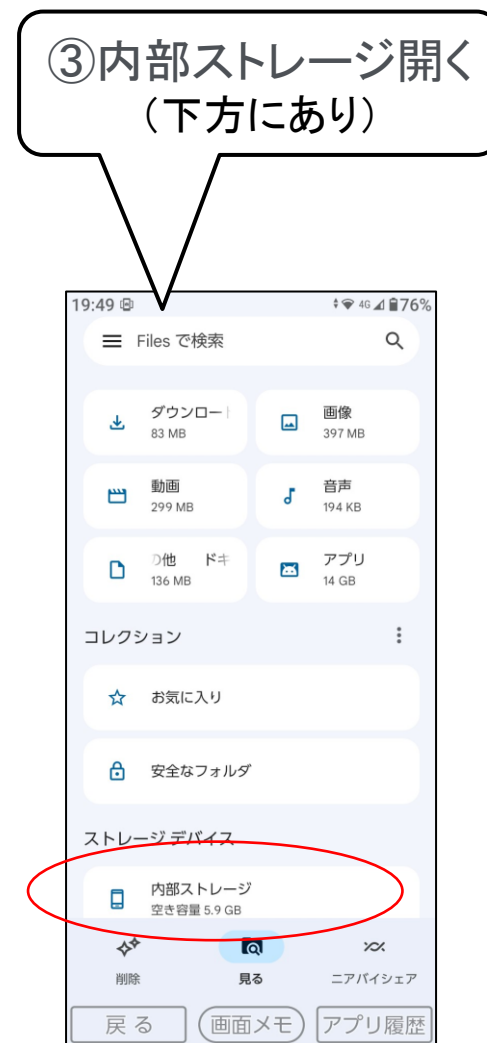 ③内部ストレージ開く
（下方にあり）
19:49 4G 76%
Files で検索
ダウンロー
83 MB
画像
397 MB
動画
299 MB
音声
194 KB
の他 ドキ
136 MB
アプリ
14 GB
コレクション
お気に入り
安全なフォルダ
ストレージ デバイス
内部ストレージ
空き容量 5.9 GB
削除
見る
ニアバイシェア
戻る
画面メモ
アプリ履歴